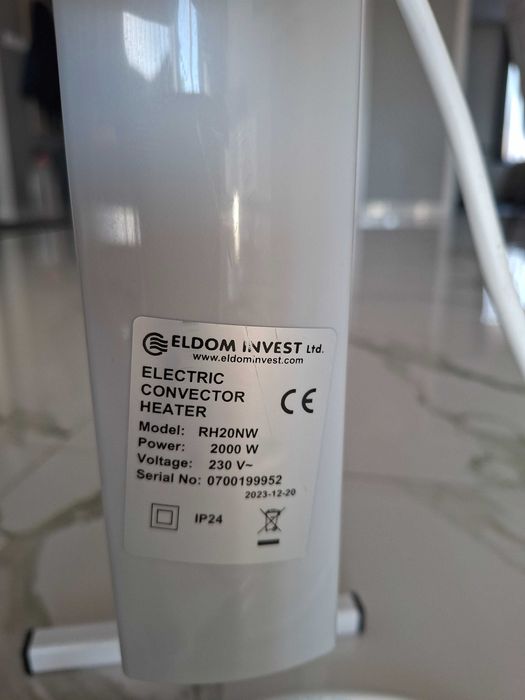 ELDOM INVEST Ltd.
www.eldominvest.com
ELECTRIC
CONVECTOR
HEATER
CE
Model: RH20NW
Power: 2000 W
Voltage: 230 V~
Serial No: 0700199952
2023-12-20
IP24